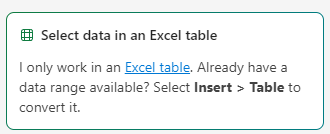 Select data in an Excel table
I only work in an Excel table. Already have a
data range available? Select Insert > Table to
convert it.